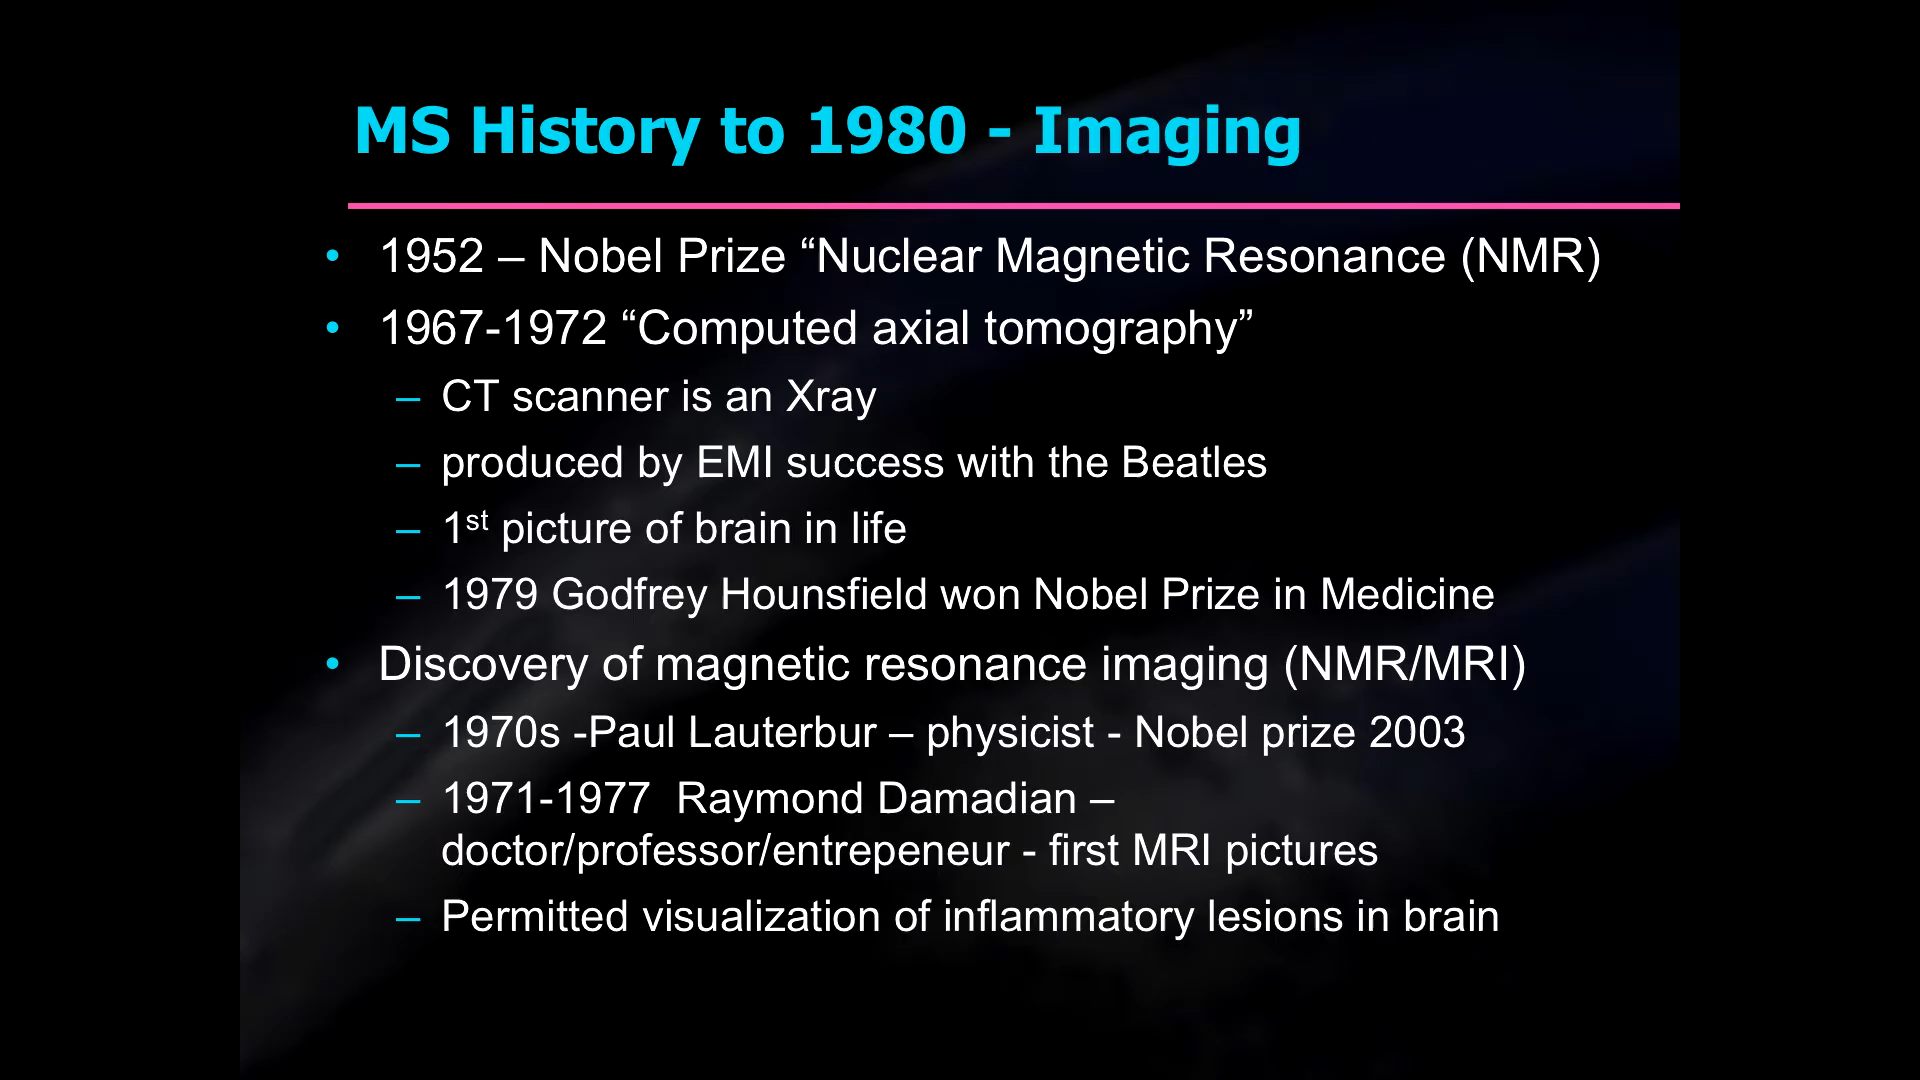 MS History to 1980 - Imaging
• 1952 – Nobel Prize “Nuclear Magnetic Resonance (NMR)
• 1967-1972 “Computed axial tomography”
– CT scanner is an Xray
– produced by EMI success with the Beatles
– 1st picture of brain in life
– 1979 Godfrey Hounsfield won Nobel Prize in Medicine
• Discovery of magnetic resonance imaging (NMR/MRI)
– 1970s -Paul Lauterbur – physicist - Nobel prize 2003
– 1971-1977  Raymond Damadian –
doctor/professor/entrepeneur - first MRI pictures
– Permitted visualization of inflammatory lesions in brain